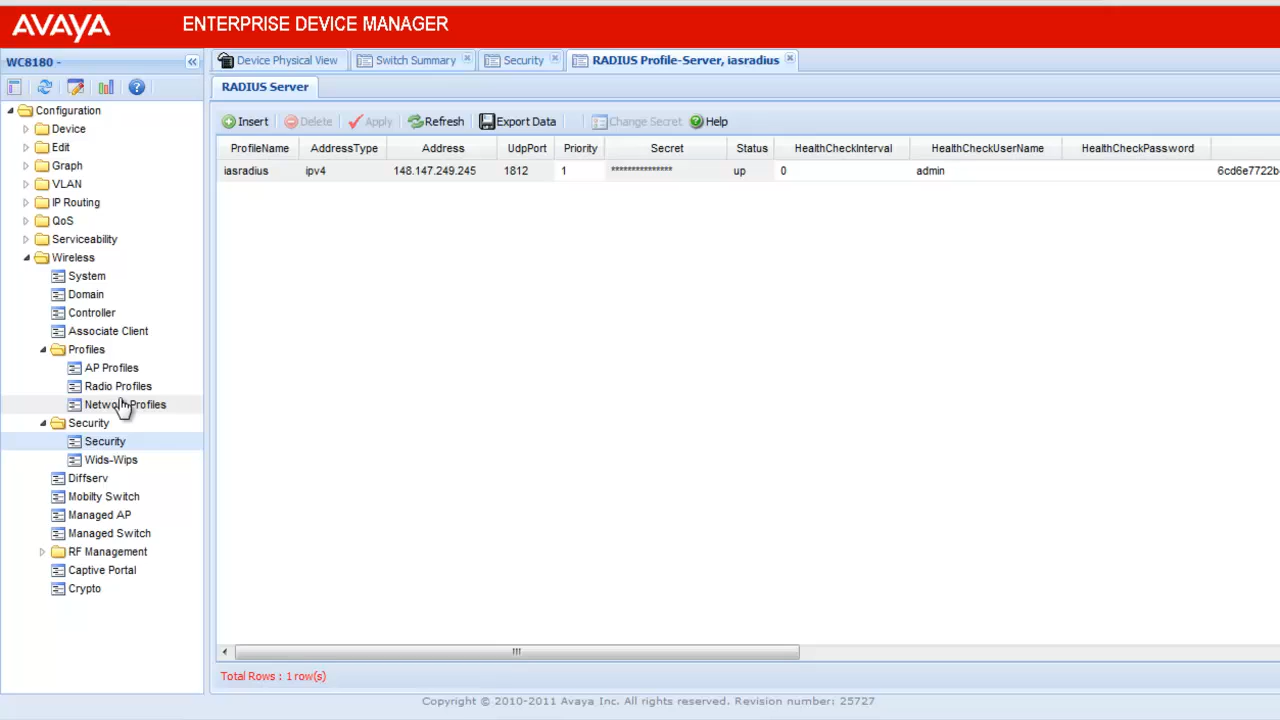 AVAYA
ENTERPRISE DEVICE MANAGER
WC8180 -
Device Physical View
Switch Summary
Security
RADIUS Profile-Server, iasradius
RADIUS Server
Insert
Delete
Apply
Refresh
Export Data
Change Secret
Help
ProfileName AddressType Address UdpPort Priority Secret Status HealthCheckInterval HealthCheckUserName HealthCheckPassword
iasradius ipv4 148.147.249.245 1812 1 *************** up 0 admin 6cd6e7722b
Configuration
Device
Edit
Graph
VLAN
IP Routing
QoS
Serviceability
Wireless
System
Domain
Controller
Associate Client
Profiles
AP Profiles
Radio Profiles
Network Profiles
Security
Security
Wids-Wips
Diffserv
Mobilty Switch
Managed AP
Managed Switch
RF Management
Captive Portal
Crypto
Total Rows : 1 row(s)
Copyright © 2010-2011 Avaya Inc. All rights reserved. Revision number: 25727